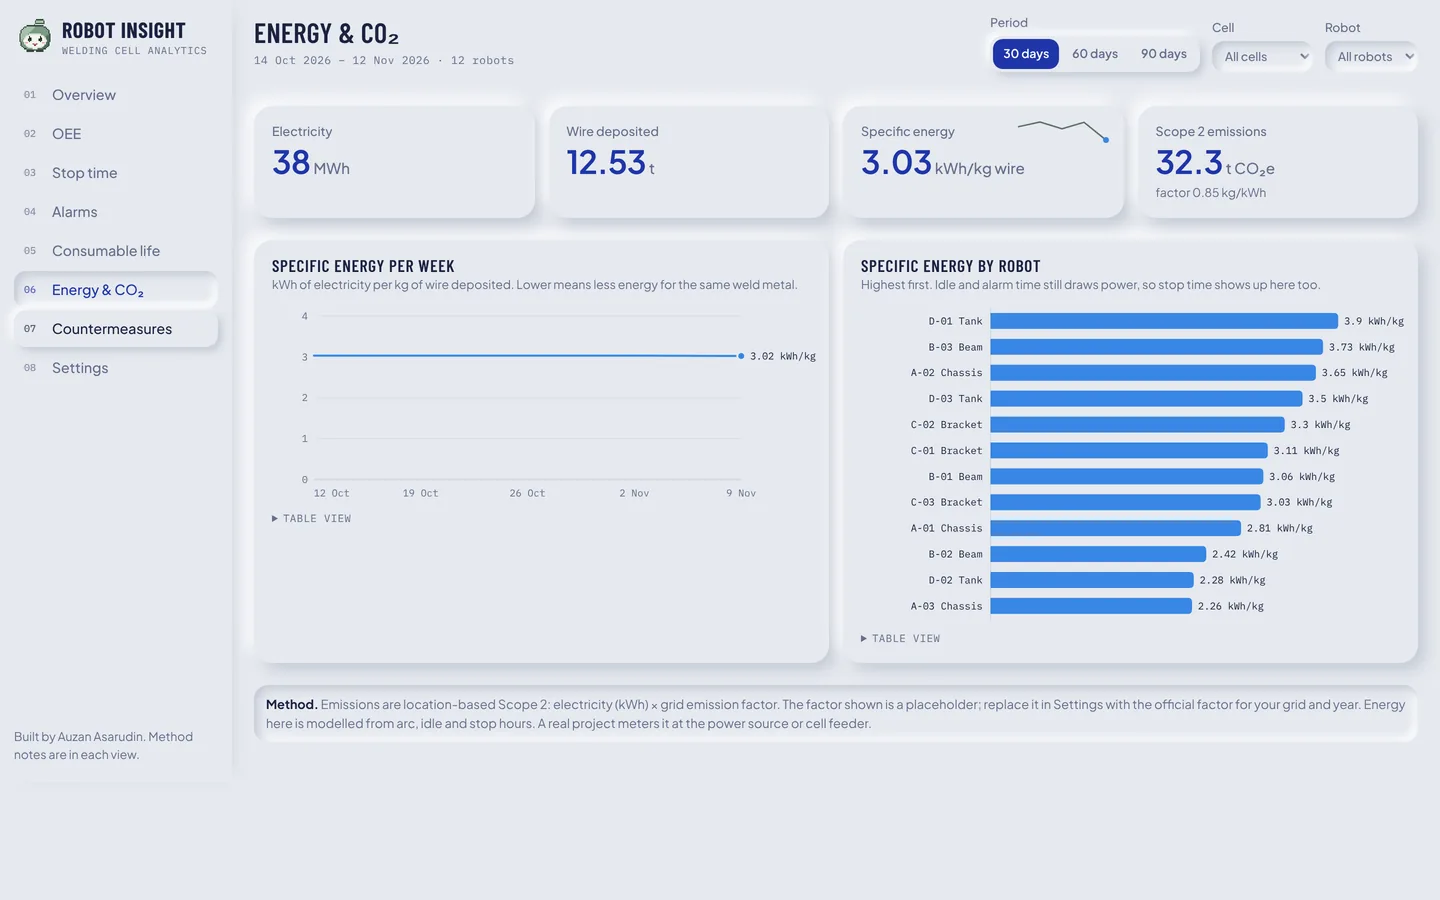 ROBOT INSIGHT
WELDING CELL ANALYTICS
01 Overview
02 OEE
03 Stop time
04 Alarms
05 Consumable life
06 Energy & CO₂
07 Countermeasures
08 Settings
Built by Auzan Asarudin. Method
notes are in each view.
ENERGY & CO₂
14 Oct 2026 – 12 Nov 2026 · 12 robots
Period
30 days 60 days 90 days
Cell
All cells
Robot
All robots
Electricity
38 MWh
Wire deposited
12.53 t
Specific energy
3.03 kWh/kg wire
Scope 2 emissions
32.3 t CO₂e
factor 0.85 kg/kWh
SPECIFIC ENERGY PER WEEK
kWh of electricity per kg of wire deposited. Lower means less energy for the same weld metal.
4
3
2
1
0
3.02 kWh/kg
12 Oct 19 Oct 26 Oct 2 Nov 9 Nov
▶ TABLE VIEW
SPECIFIC ENERGY BY ROBOT
Highest first. Idle and alarm time still draws power, so stop time shows up here too.
D-01 Tank 3.9 kWh/kg
B-03 Beam 3.73 kWh/kg
A-02 Chassis 3.65 kWh/kg
D-03 Tank 3.5 kWh/kg
C-02 Bracket 3.3 kWh/kg
C-01 Bracket 3.11 kWh/kg
B-01 Beam 3.06 kWh/kg
C-03 Bracket 3.03 kWh/kg
A-01 Chassis 2.81 kWh/kg
B-02 Beam 2.42 kWh/kg
D-02 Tank 2.28 kWh/kg
A-03 Chassis 2.26 kWh/kg
▶ TABLE VIEW
Method. Emissions are location-based Scope 2: electricity (kWh) × grid emission factor. The factor shown is a placeholder; replace it in Settings with the official factor for your grid and year. Energy
here is modelled from arc, idle and stop hours. A real project meters it at the power source or cell feeder.